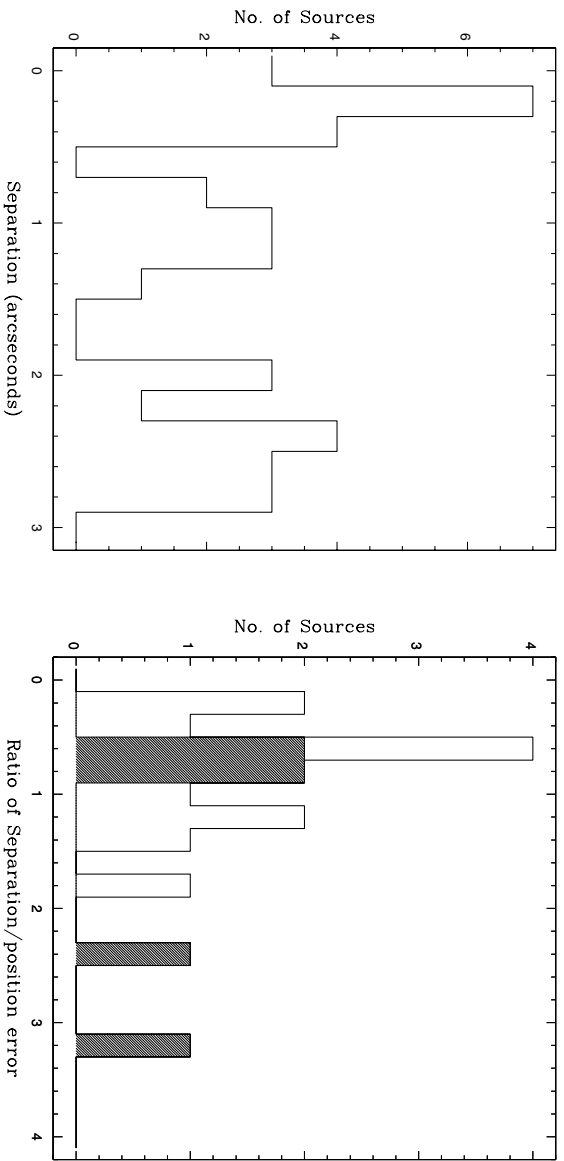 No. of Sources
0 2 4 6
0 1 2 3
Separation (arcseconds)
No. of Sources
0 1 2 3 4
0 1 2 3 4
Ratio of Separation/position error